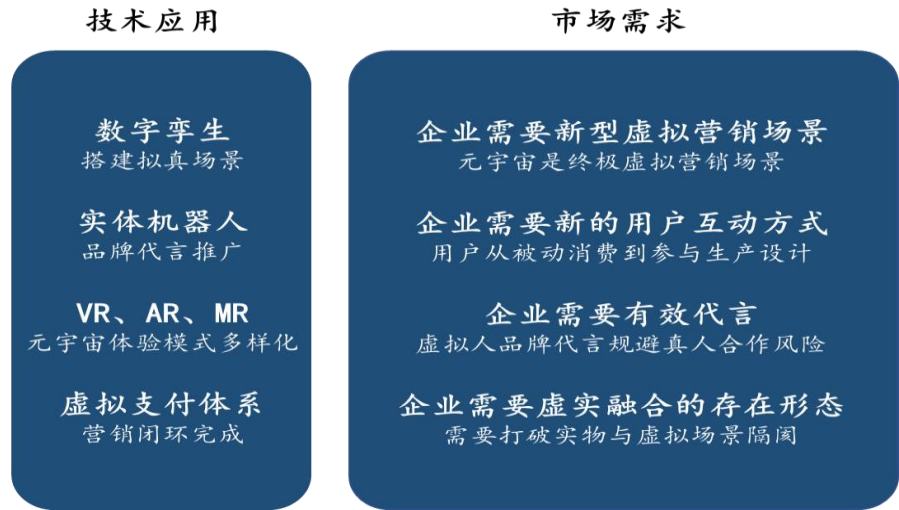 技术应用
数字孪生
搭建拟真场景
实体机器人
品牌代言推广
VR、AR、MR
元宇宙体验模式多样化
虚拟支付体系
营销闭环完成
市场需求
企业需要新型虚拟营销场景
元宇宙是终极虚拟营销场景
企业需要新的用户互动方式
用户从被动消费到参与生产设计
企业需要有效代言
虚拟人品牌代言规避真人合作风险
企业需要虚实融合的存在形态
需要打破实物与虚拟场景隔阂